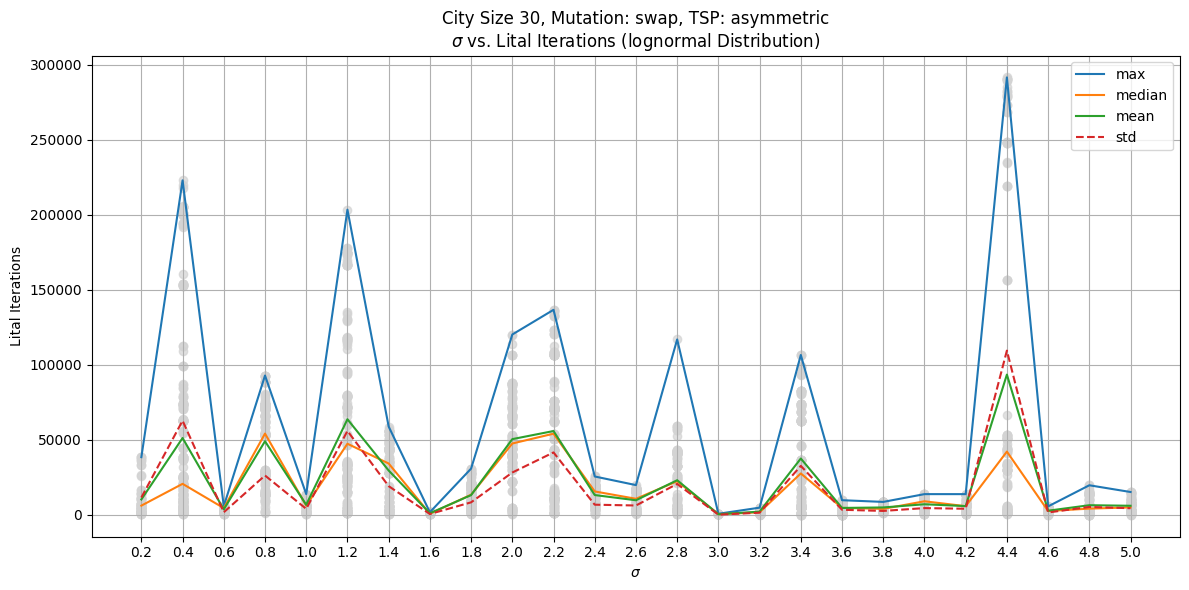 City Size 30, Mutation: swap, TSP: asymmetric
σ vs. Lital Iterations (lognormal Distribution)
300000
250000
200000
150000
100000
50000
0
Lital Iterations
max
median
mean
std
0.2 0.4 0.6 0.8 1.0 1.2 1.4 1.6 1.8 2.0 2.2 2.4 2.6 2.8 3.0 3.2 3.4 3.6 3.8 4.0 4.2 4.4 4.6 4.8 5.0
σ